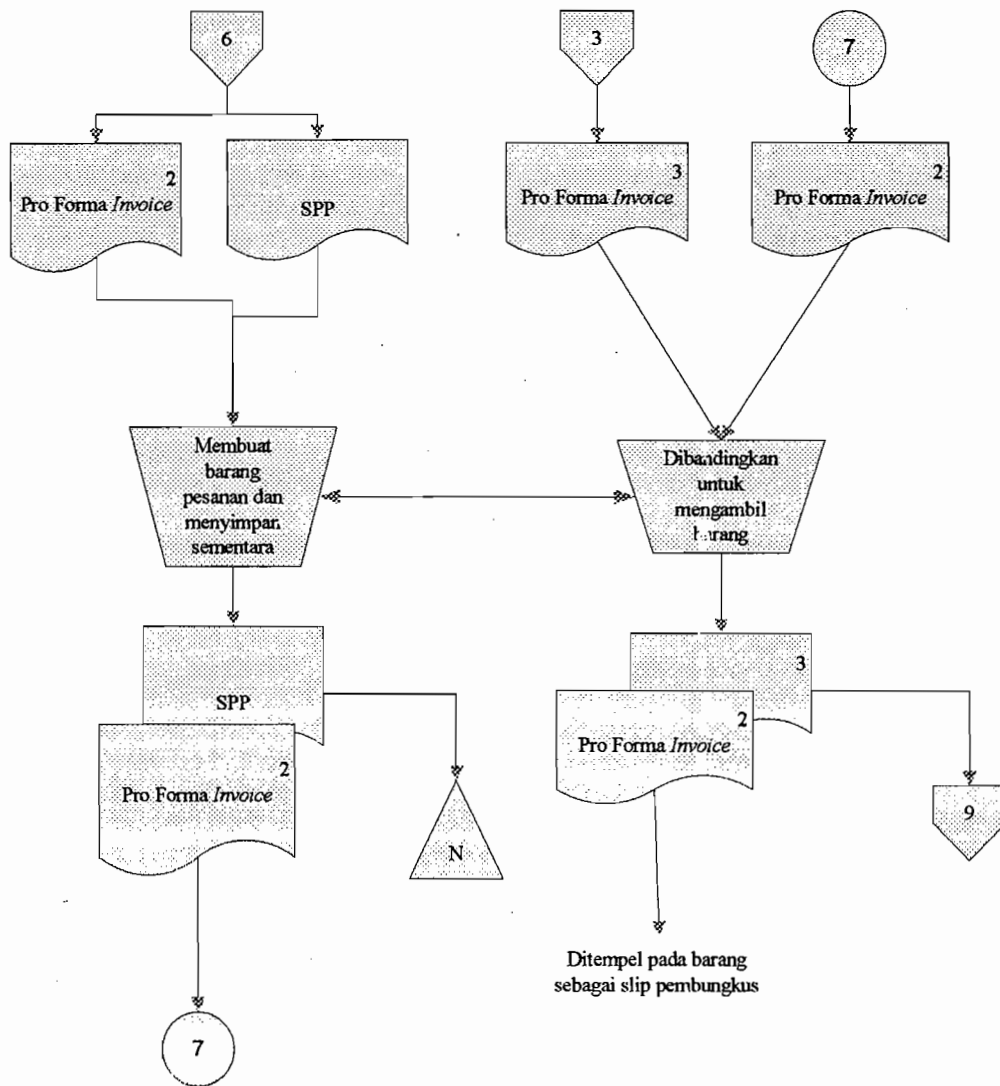 6
3
7
2
Pro Forma Invoice
SPP
3
Pro Forma Invoice
2
Pro Forma Invoice
Membuat
barang
pesanan dan
menyimpan
sementara
Dibandingkan
untuk
mengambil
barang
SPP
2
Pro Forma Invoice
N
7
3
2
Pro Forma Invoice
9
Ditempel pada barang
sebagai slip pembungkus